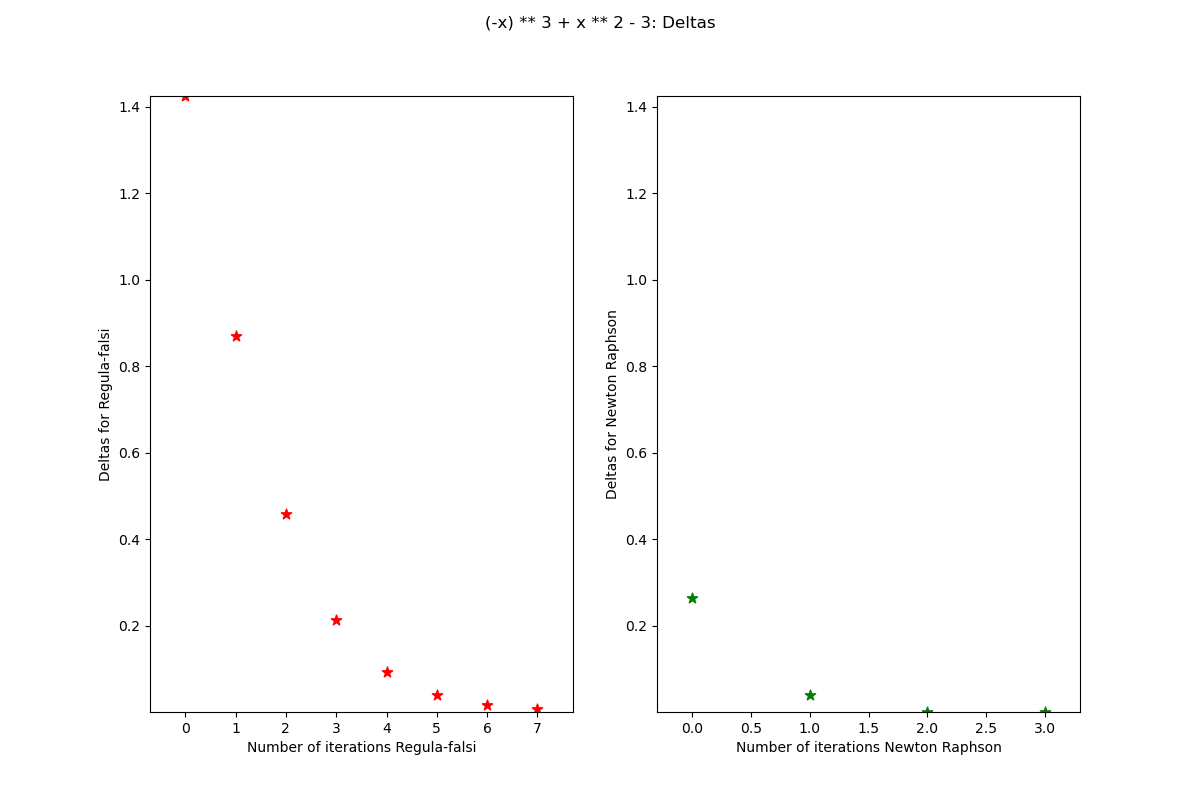 (-x) ** 3 + x ** 2 - 3: Deltas
1.4
1.2
1.0
0.8
0.6
0.4
0.2
Deltas for Regula-falsi
0 1 2 3 4 5 6 7
Number of iterations Regula-falsi
1.4
1.2
1.0
0.8
0.6
0.4
0.2
Deltas for Newton Raphson
0.0 0.5 1.0 1.5 2.0 2.5 3.0
Number of iterations Newton Raphson